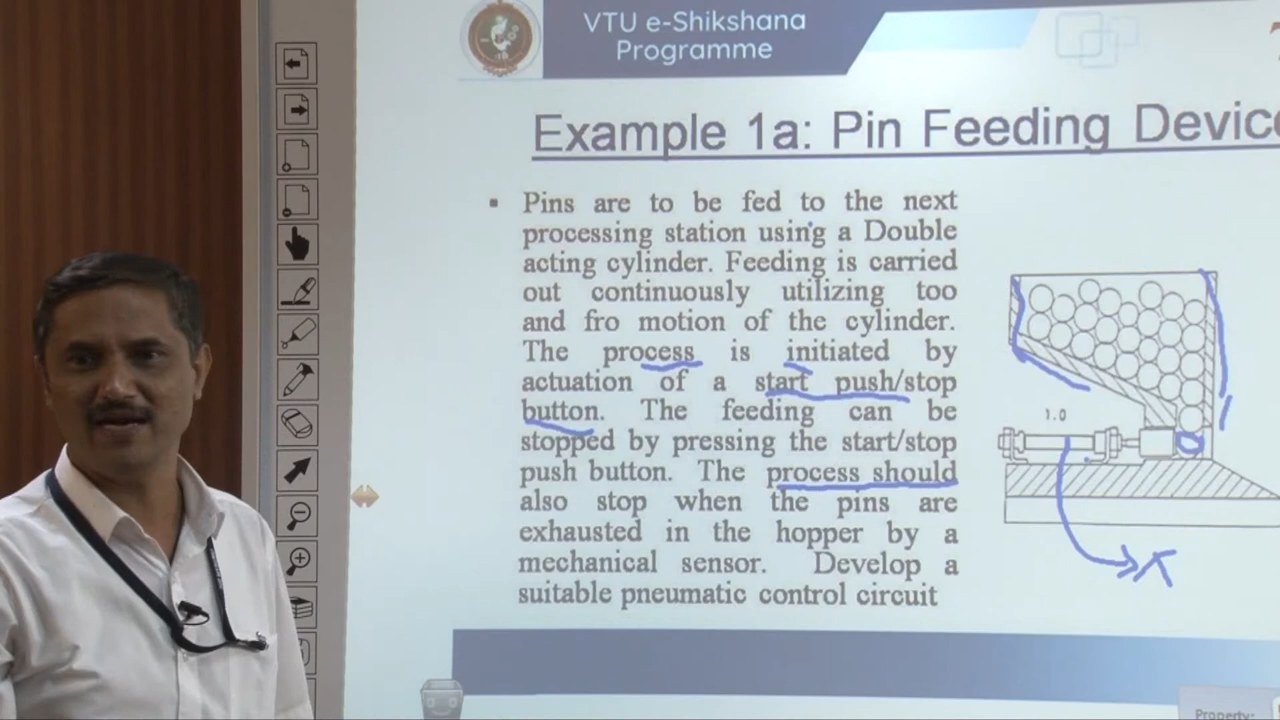 VTU e-Shikshana
Programme
Example 1a: Pin Feeding Devic
▪ Pins are to be fed to the next
processing station using a Double
acting cylinder. Feeding is carried
out continuously utilizing too
and fro motion of the cylinder.
The process is initiated by
actuation of a start push/stop
button. The feeding can be
stopped by pressing the start/stop
push button. The process should
also stop when the pins are
exhausted in the hopper by a
mechanical sensor. Develop a
suitable pneumatic control circuit
1.0
Property: